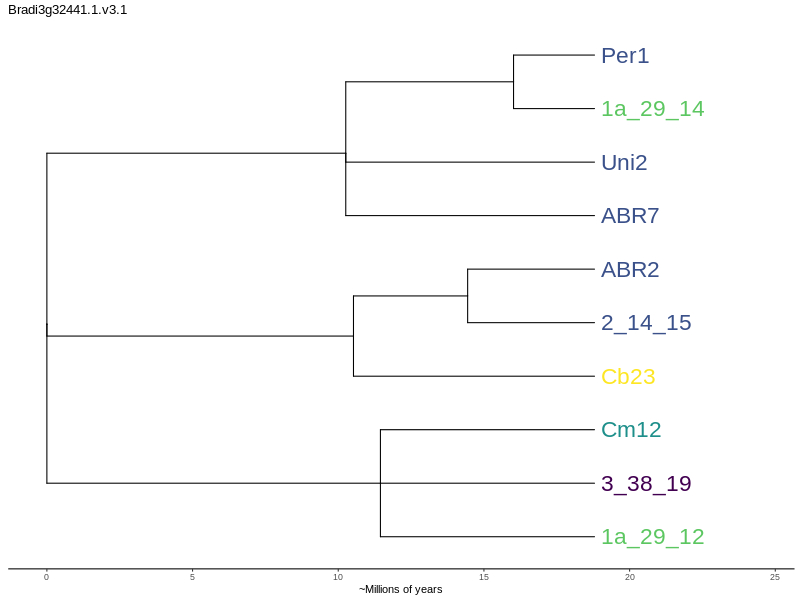 Bradi3g32441.1.v3.1
Per1
1a_29_14
Uni2
ABR7
ABR2
2_14_15
Cb23
Cm12
3_38_19
1a_29_12
0 5 10 15 20 25
~Millions of years